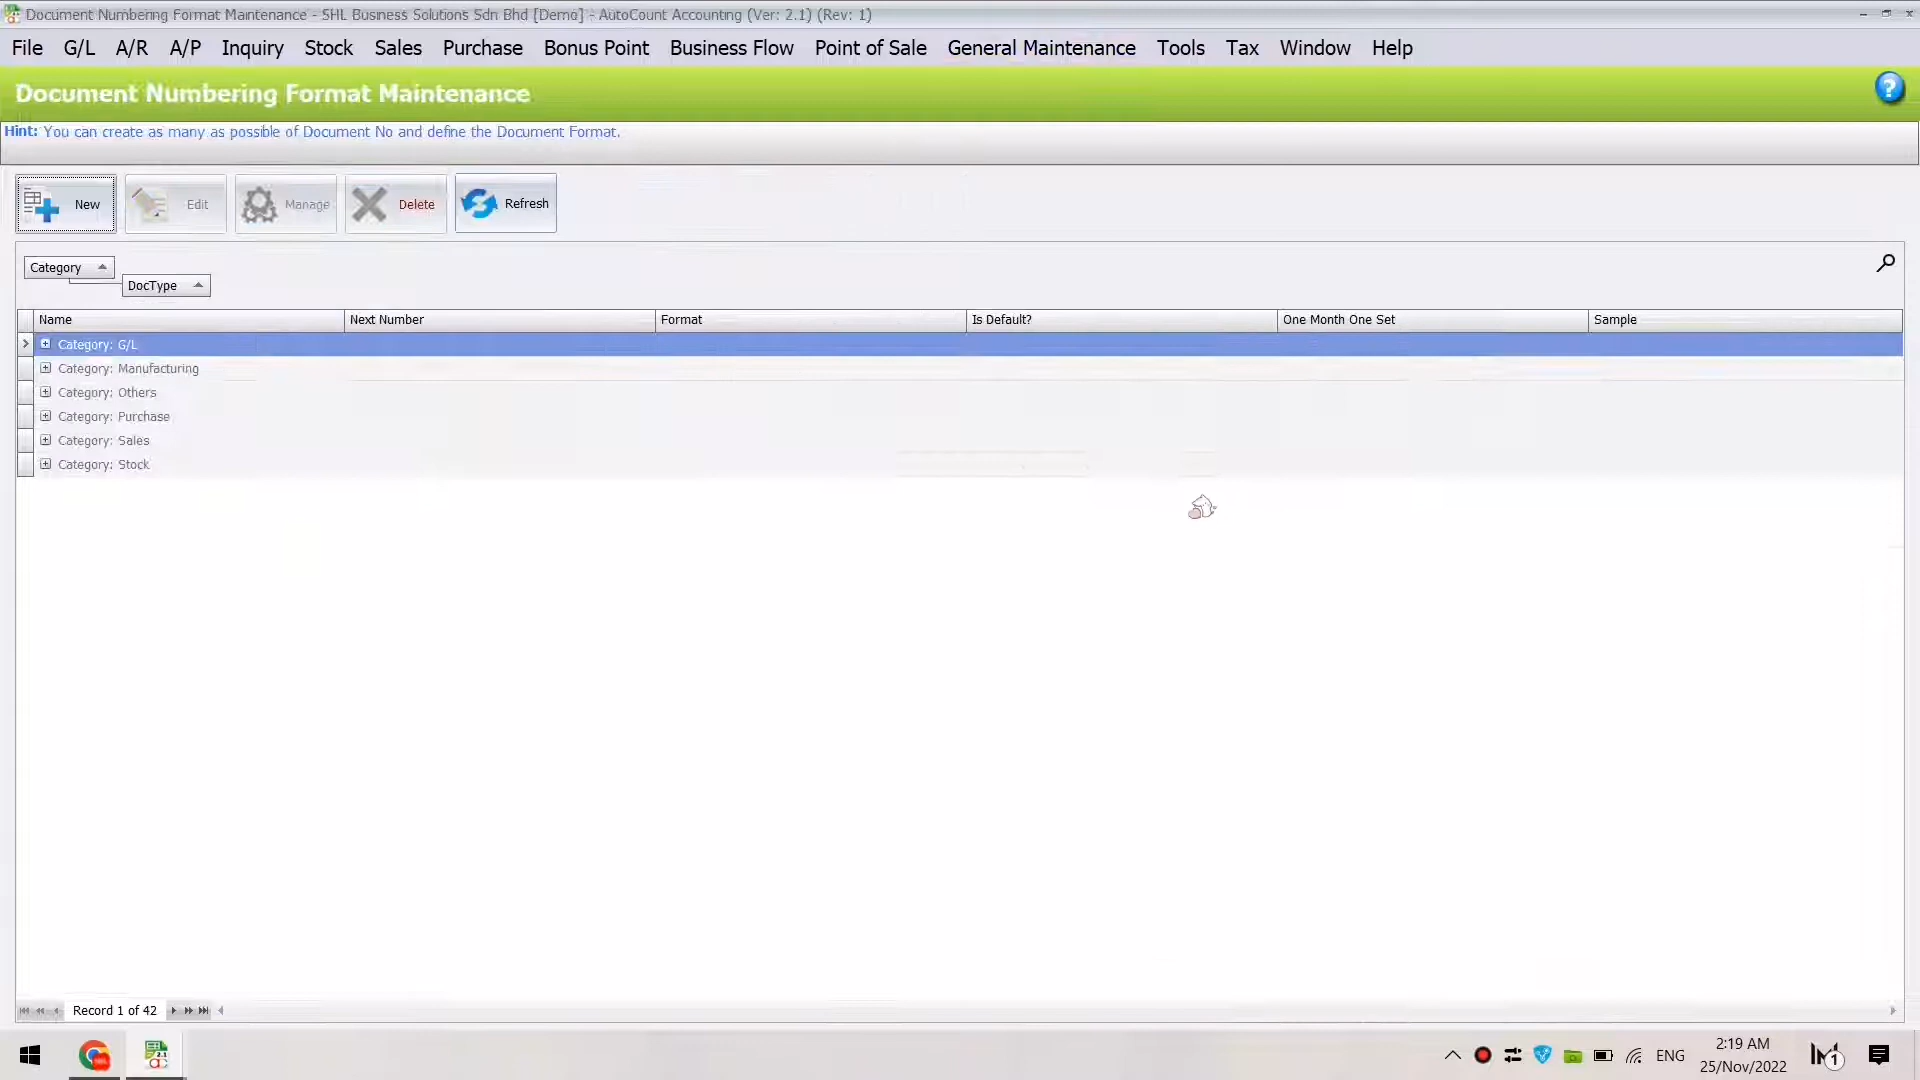 Document Numbering Format Maintenance - SHL Business Solutions Sdn Bhd [Demo] - AutoCount Accounting (Ver: 2.1) (Rev: 1)
File G/L A/R A/P Inquiry Stock Sales Purchase Bonus Point Business Flow Point of Sale General Maintenance Tools Tax Window Help
Document Numbering Format Maintenance
Hint: You can create as many as possible of Document No and define the Document Format.
New Edit Manage Delete Refresh
Category
DocType
Name Next Number Format Is Default? One Month One Set Sample
Category: G/L
Category: Manufacturing
Category: Others
Category: Purchase
Category: Sales
Category: Stock
Record 1 of 42
2:19 AM
ENG
25/Nov/2022
1